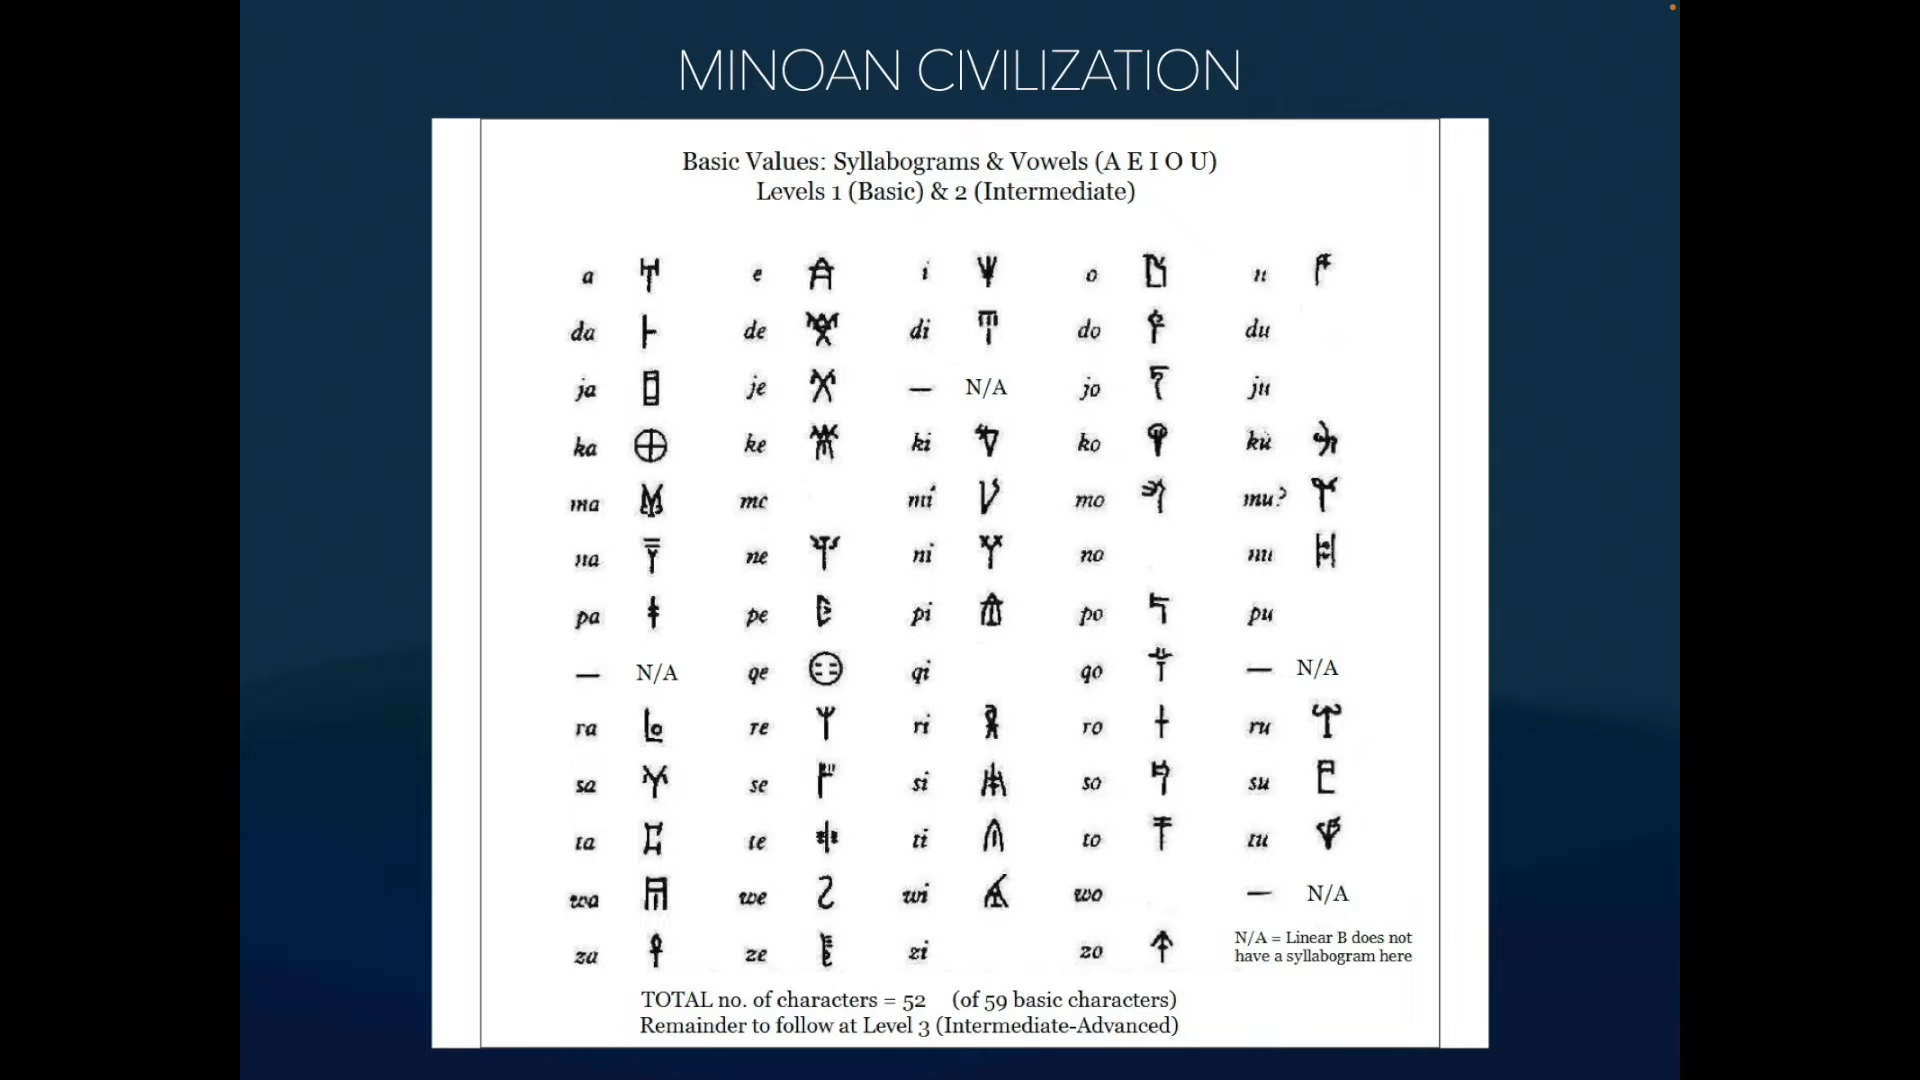 MINOAN CIVILIZATION
Basic Values: Syllabograms & Vowels (A E I O U)
Levels 1 (Basic) & 2 (Intermediate)
a 𐀀 e 𐀁 i 𐀂 o 𐀃 u 𐀄
da 𐀅 de 𐀆 di 𐀇 do 𐀈 du
ja 𐀊 je 𐀋 — N/A jo 𐀍 ju
ka 𐀏 ke 𐀐 ki 𐀑 ko 𐀒 ku 𐀓
ma 𐀔 me mi 𐀖 mo 𐀗 mu? 𐀘
na 𐀙 ne 𐀚 ni 𐀛 no nu 𐀝
pa 𐀞 pe 𐀟 pi 𐀠 po 𐀡 pu
— N/A qe 𐀤 qi qo 𐀦 — N/A
ra 𐀨 re 𐀩 ri 𐀪 ro 𐀫 ru 𐀬
sa 𐀭 se 𐀮 si 𐀯 so 𐀰 su 𐀱
ta 𐀲 te 𐀳 ti 𐀴 to 𐀵 tu 𐀶
wa 𐀷 we 𐀸 wi 𐀹 wo — N/A
za 𐀼 ze 𐀽 zi zo 𐀿
N/A = Linear B does not
have a syllabogram here
TOTAL no. of characters = 52 (of 59 basic characters)
Remainder to follow at Level 3 (Intermediate-Advanced)